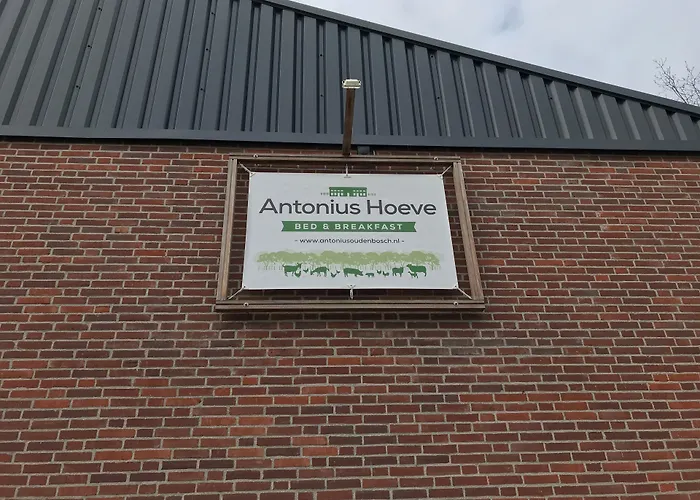 Antonius Hoeve
BED & BREAKFAST
- www.antoniusoudenbosch.nl -